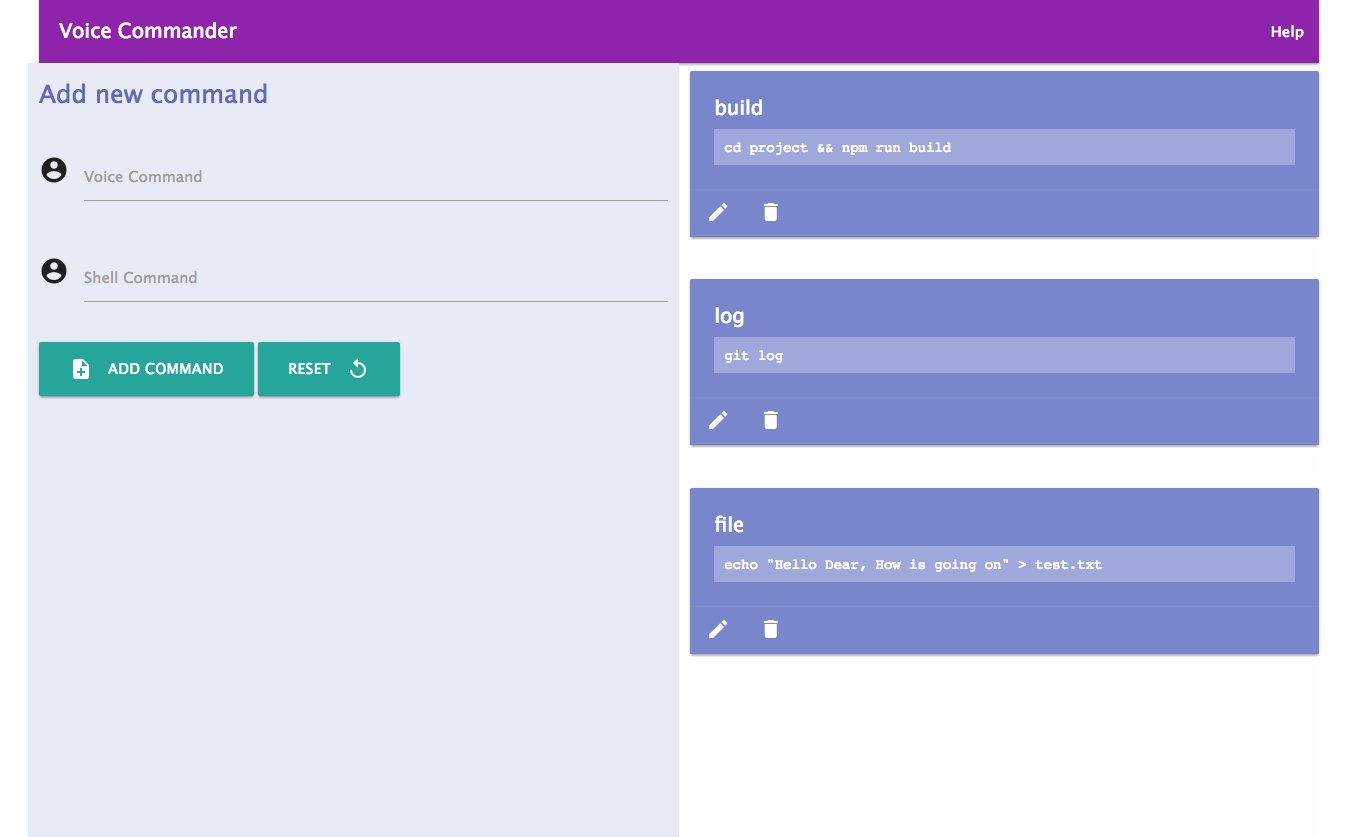 Voice Commander
Help
Add new command
Voice Command
Shell Command
ADD COMMAND
RESET
build
cd project && npm run build
log
git log
file
echo "Hello Dear, How is going on" > test.txt